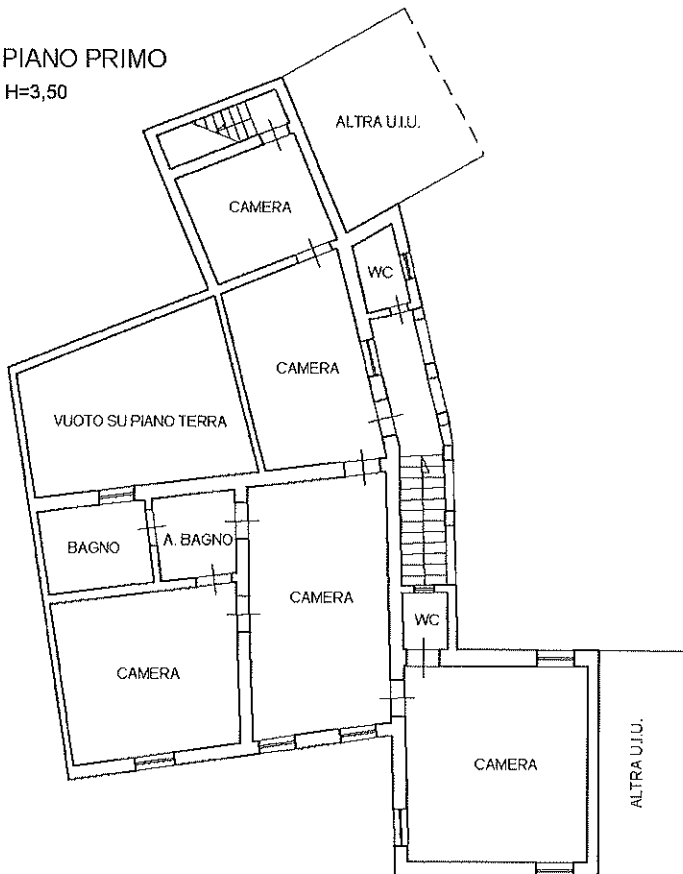 PIANO PRIMO
H=3,50
ALTRA U.I.U.
CAMERA
WC
CAMERA
VUOTO SU PIANO TERRA
BAGNO
A. BAGNO
CAMERA
WC
CAMERA
CAMERA
ALTRA U.I.U.